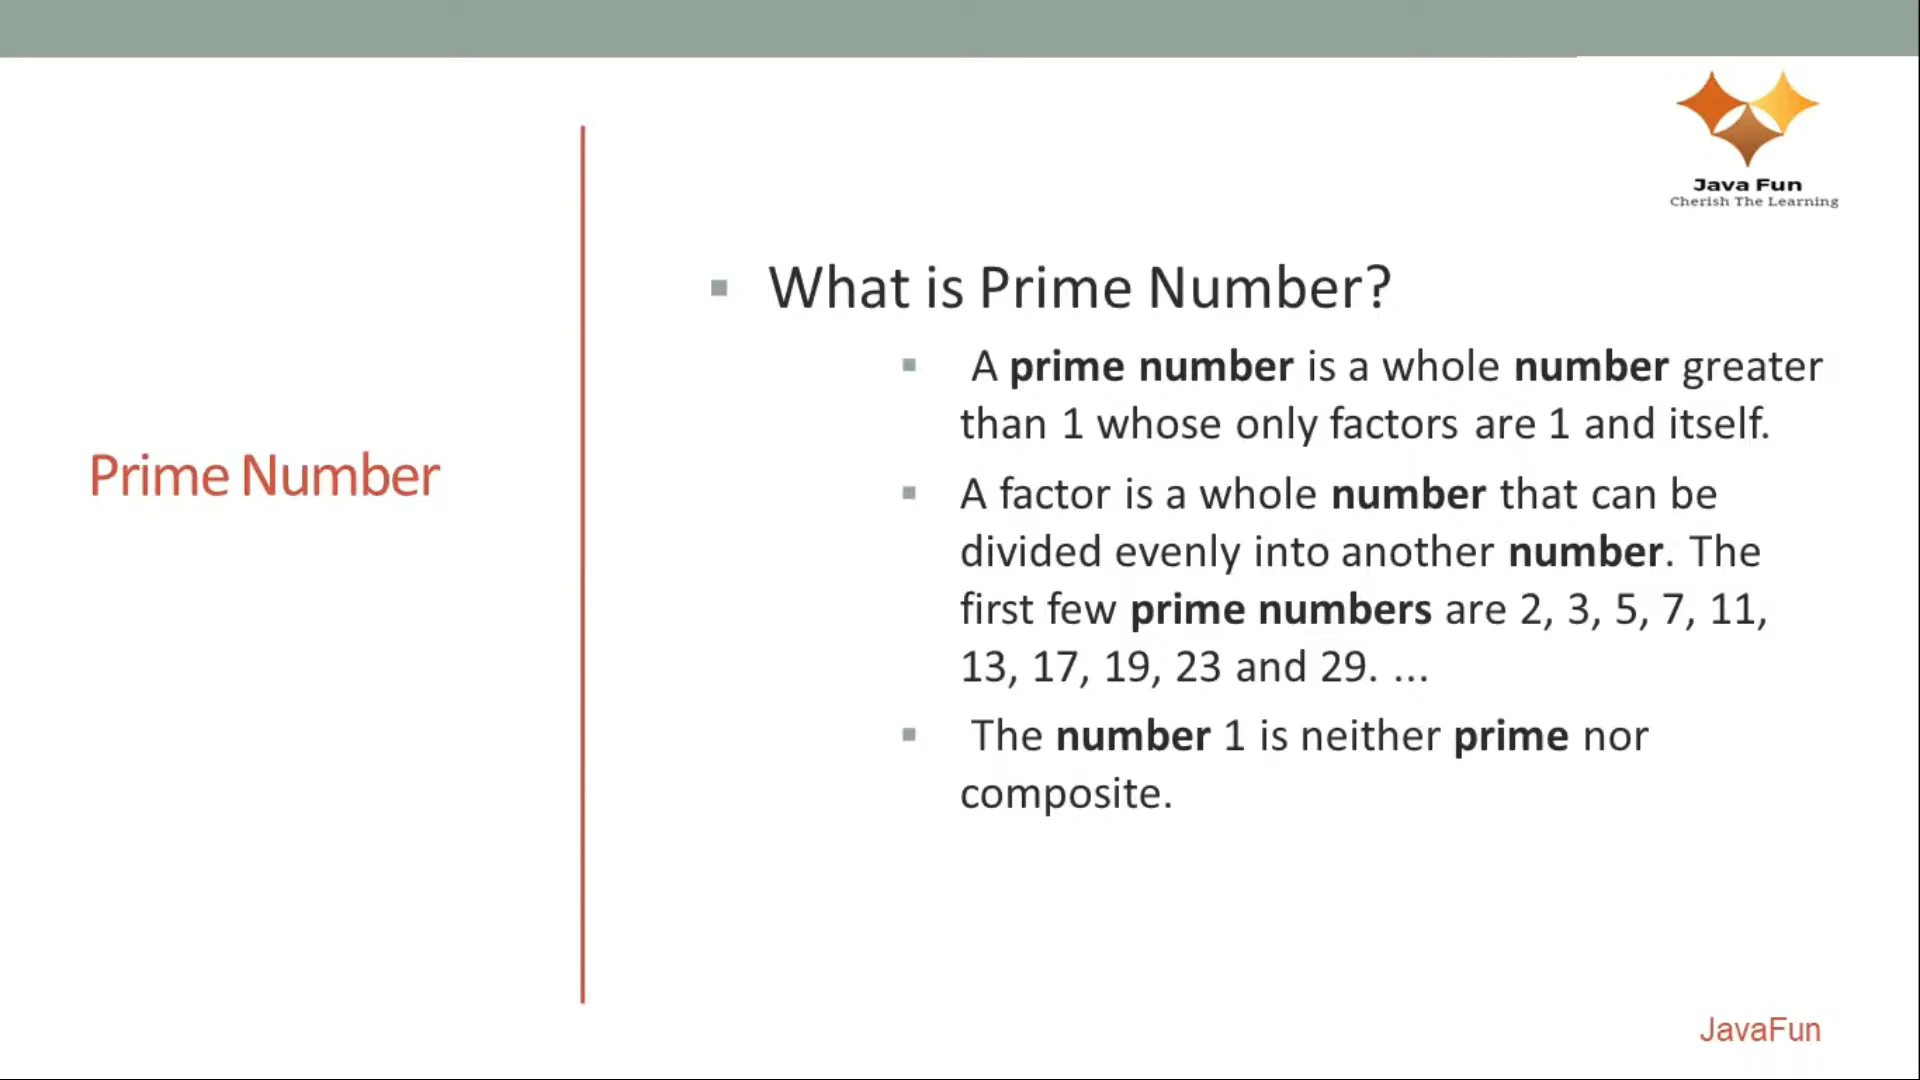 Java Fun
Cherish The Learning
Prime Number
What is Prime Number?
A prime number is a whole number greater
than 1 whose only factors are 1 and itself.
A factor is a whole number that can be
divided evenly into another number. The
first few prime numbers are 2, 3, 5, 7, 11,
13, 17, 19, 23 and 29. ...
The number 1 is neither prime nor
composite.
JavaFun